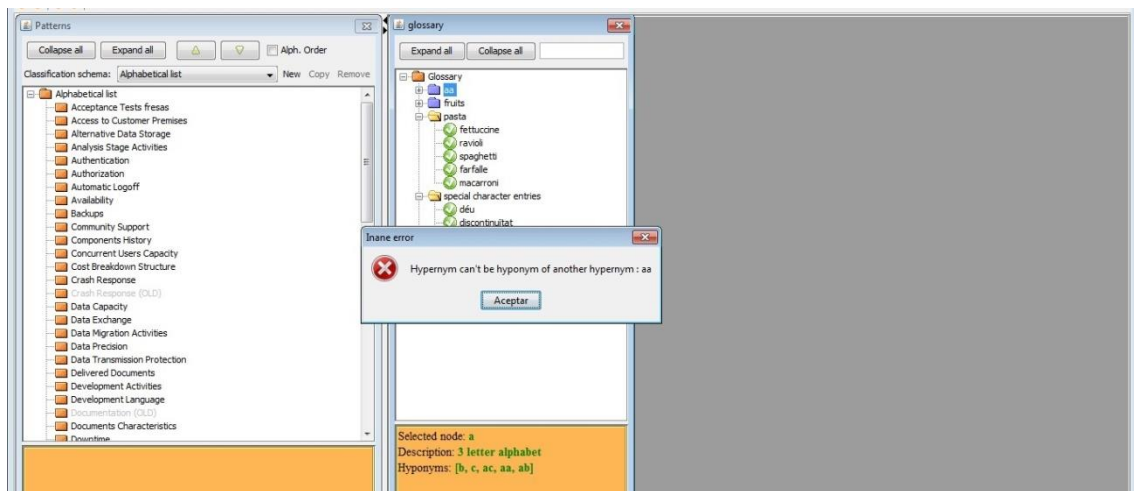 Patterns
Collapse all Expand all Alph. Order
Classification schema: Alphabetical list New Copy Remove
Alphabetical list
Acceptance Tests fresas
Access to Customer Premises
Alternative Data Storage
Analysis Stage Activities
Authentication
Authorization
Automatic Logoff
Availability
Backups
Community Support
Components History
Concurrent Users Capacity
Cost Breakdown Structure
Crash Response
Crash Response (OLD)
Data Capacity
Data Exchange
Data Migration Activities
Data Precision
Data Transmission Protection
Delivered Documents
Development Activities
Development Language
Documentation (OLD)
Documents Characteristics
Downtime
glossary
Expand all Collapse all
Glossary
aa
fruits
pasta
fettuccine
ravioli
spaghetti
farfalle
macarroni
special character entries
déu
discontinuïtat
Inane error
Hypernym can't be hyponym of another hypernym : aa
Aceptar
Selected node: a
Description: 3 letter alphabet
Hyponyms: [b, c, ac, aa, ab]